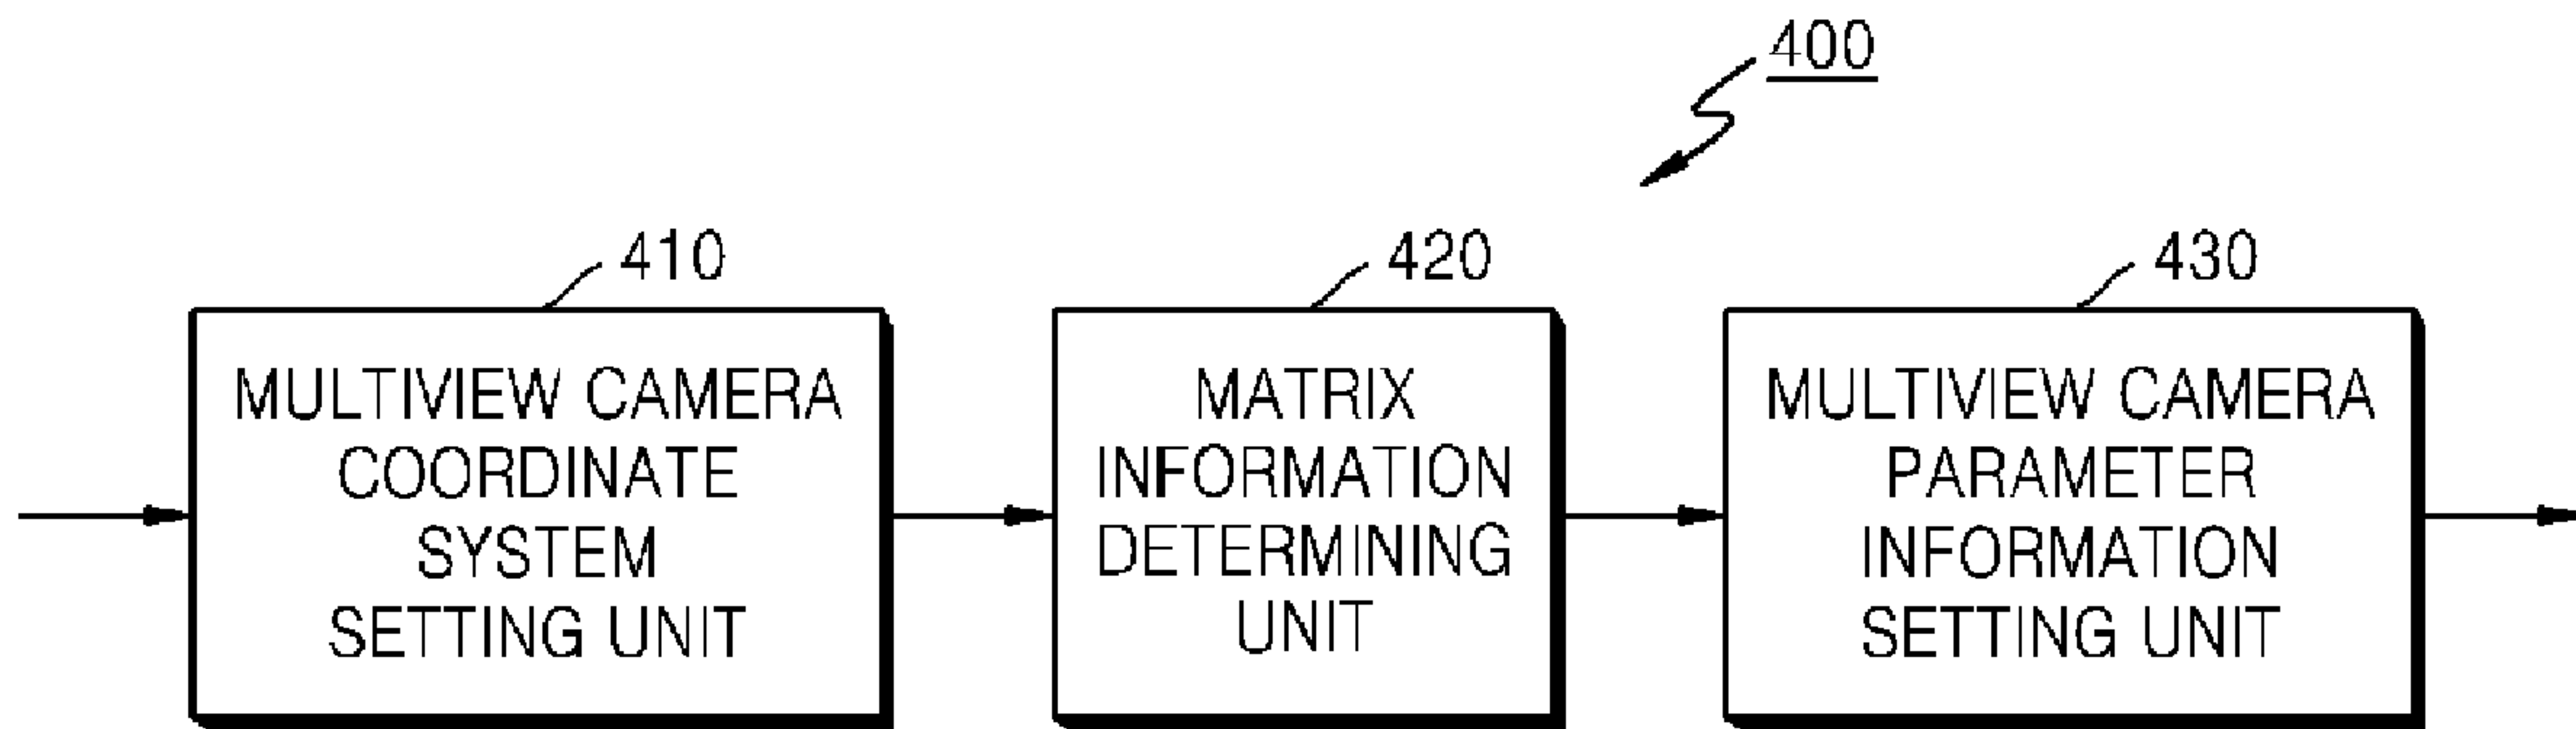 400
410
420
430
MULTIVIEW CAMERA
COORDINATE
SYSTEM
SETTING UNIT
MATRIX
INFORMATION
DETERMINING
UNIT
MULTIVIEW CAMERA
PARAMETER
INFORMATION
SETTING UNIT